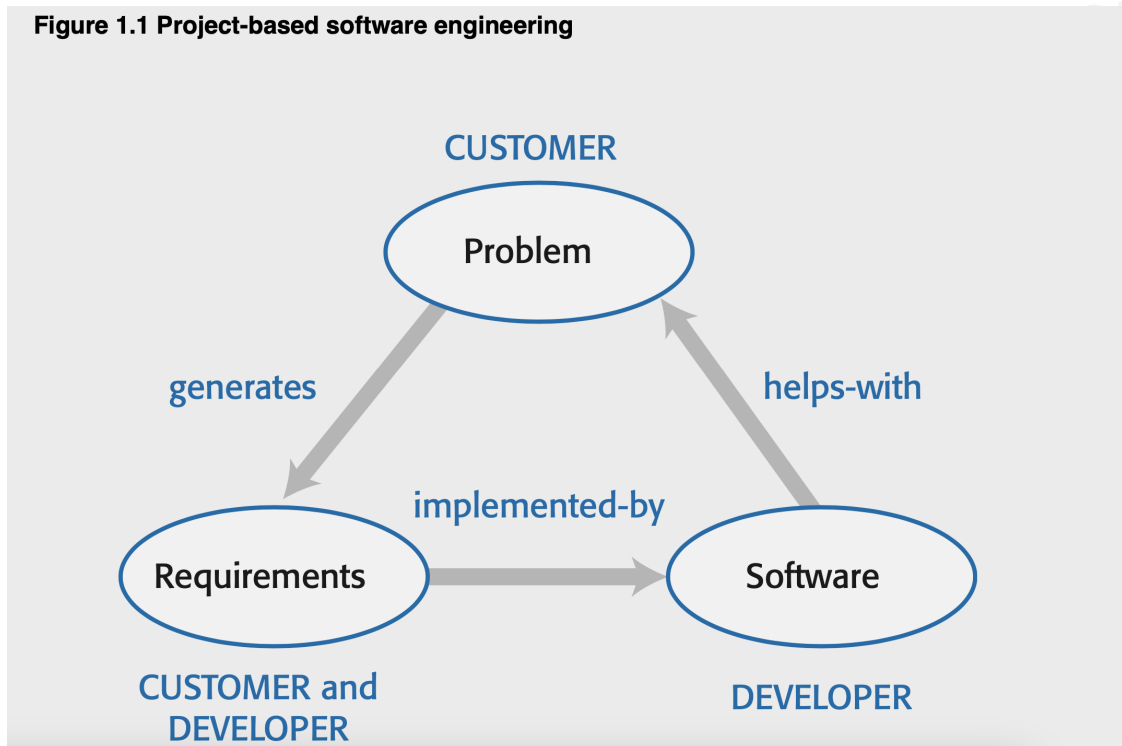 Figure 1.1 Project-based software engineering
CUSTOMER
Problem
generates
helps-with
implemented-by
Requirements
Software
CUSTOMER and
DEVELOPER
DEVELOPER